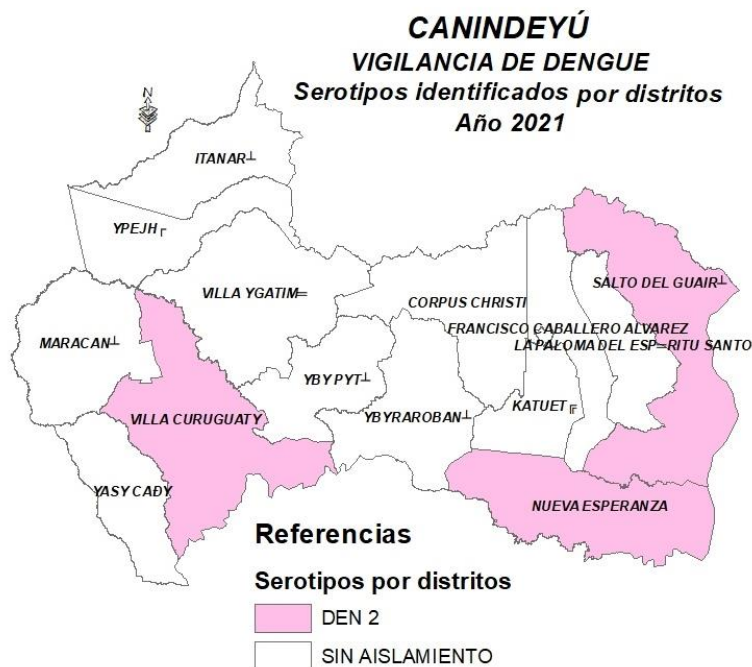 CANINDEYÚ
VIGILANCIA DE DENGUE
Serotipos identificados por distritos
Año 2021
N
ITANAR┴
YPEJH┌
VILLA YGATIM═
CORPUS CHRISTI
SALTO DEL GUAIR┴
FRANCISCO CABALLERO ALVAREZ
LA PALOMA DEL ESP═RITU SANTO
MARACAN┴
YBY PYT┴
VILLA CURUGUATY
YBYRAROBAN┴
KATUET╔
YASY CAÐY
NUEVA ESPERANZA
Referencias
Serotipos por distritos
DEN 2
SIN AISLAMIENTO